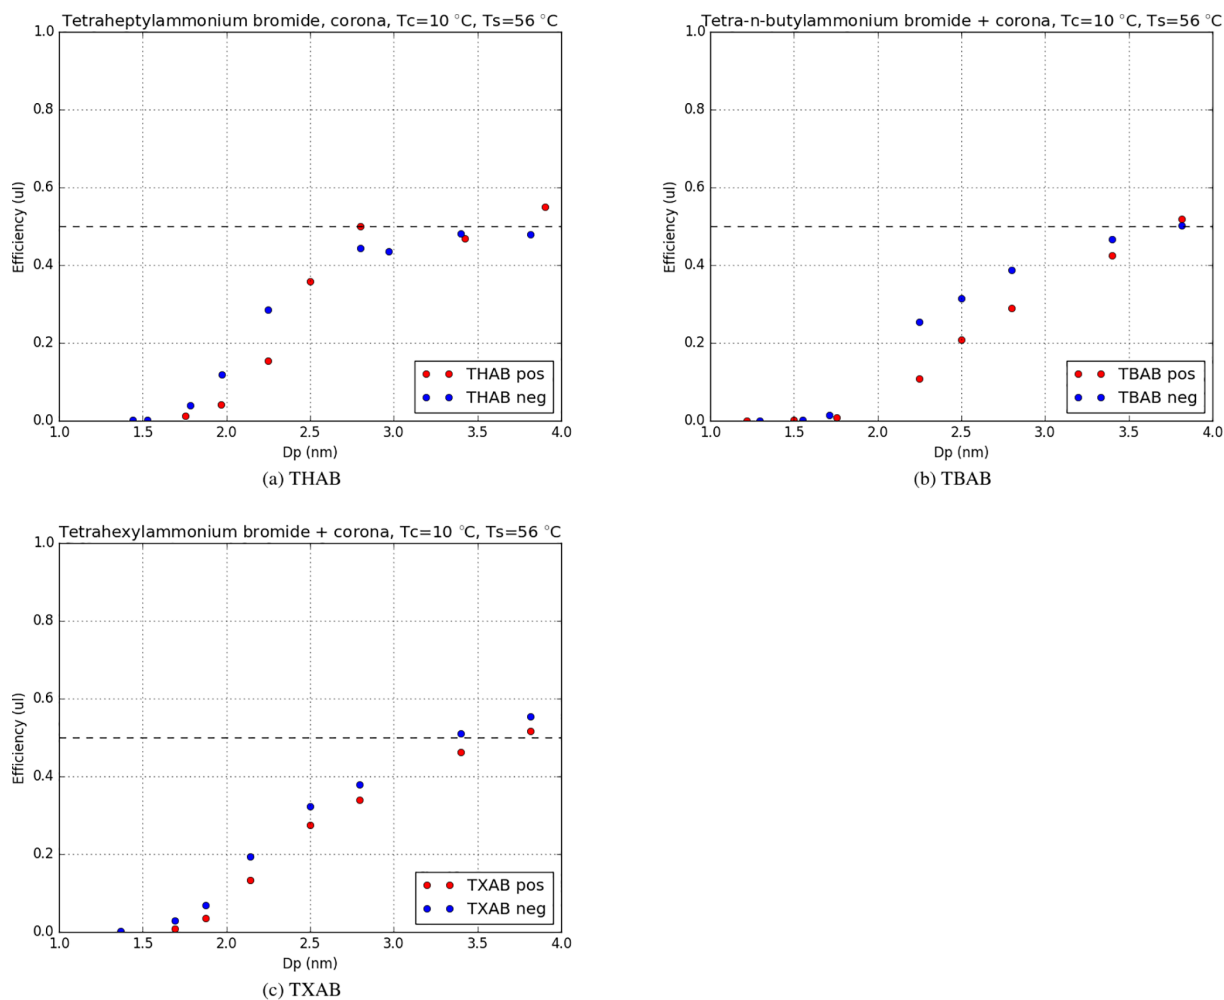 Tetraheptylammonium bromide, corona, Tc=10 °C, Ts=56 °C
1.0
0.8
0.6
0.4
0.2
0.0
Efficiency (ul)
THAB pos
THAB neg
1.0 1.5 2.0 2.5 3.0 3.5 4.0
Dp (nm)
(a) THAB
Tetra-n-butylammonium bromide + corona, Tc=10 °C, Ts=56 °C
1.0
0.8
0.6
0.4
0.2
0.0
Efficiency (ul)
TBAB pos
TBAB neg
1.0 1.5 2.0 2.5 3.0 3.5 4.0
Dp (nm)
(b) TBAB
Tetrahexylammonium bromide + corona, Tc=10 °C, Ts=56 °C
1.0
0.8
0.6
0.4
0.2
0.0
Efficiency (ul)
TXAB pos
TXAB neg
1.0 1.5 2.0 2.5 3.0 3.5 4.0
Dp (nm)
(c) TXAB